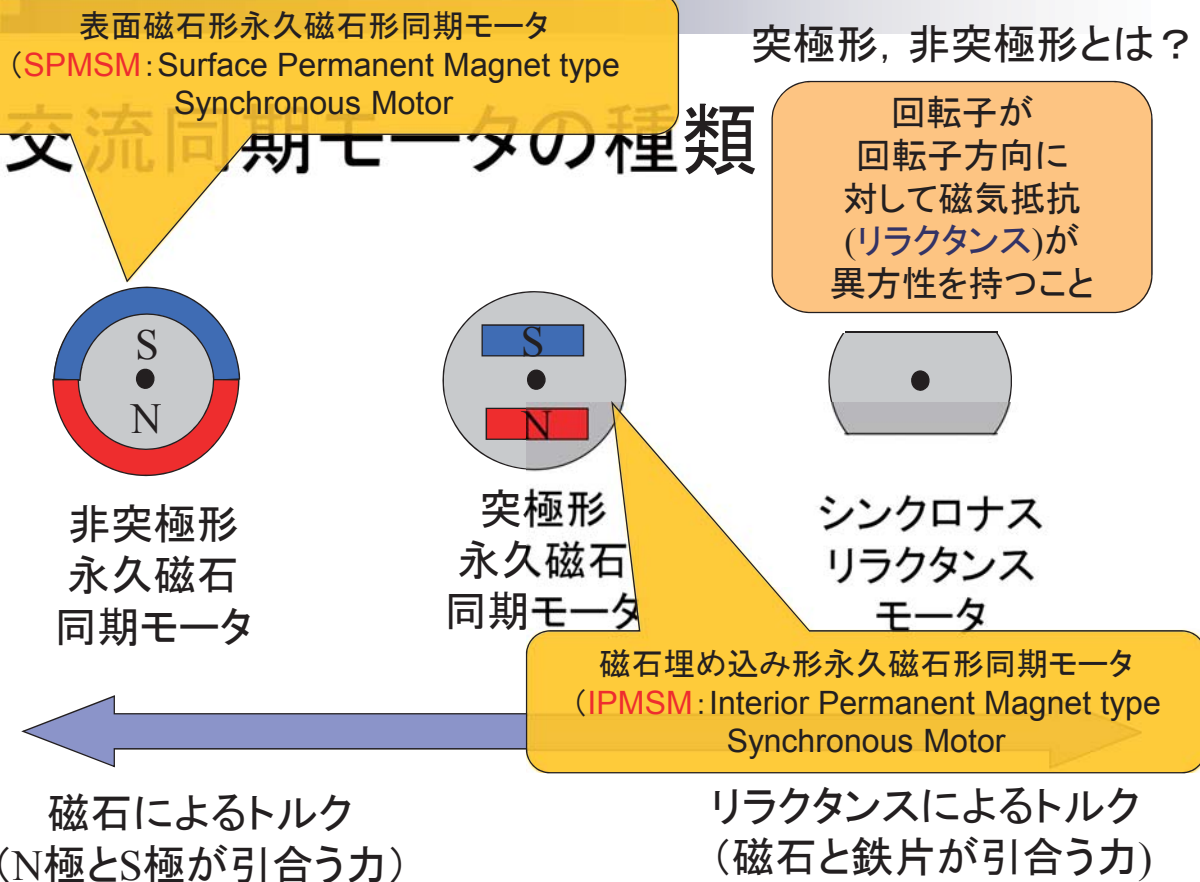 表面磁石形永久磁石形同期モータ
（SPMSM：Surface Permanent Magnet type
Synchronous Motor
突極形，非突極形とは？
交流同期モータの種類
回転子が
回転子方向に
対して磁気抵抗
(リラクタンス)が
異方性を持つこと
S
N
S
N
非突極形
永久磁石
同期モータ
突極形
永久磁石
同期モータ
シンクロナス
リラクタンス
モータ
磁石埋め込み形永久磁石形同期モータ
（IPMSM：Interior Permanent Magnet type
Synchronous Motor
磁石によるトルク
（N極とS極が引合う力）
リラクタンスによるトルク
（磁石と鉄片が引合う力)